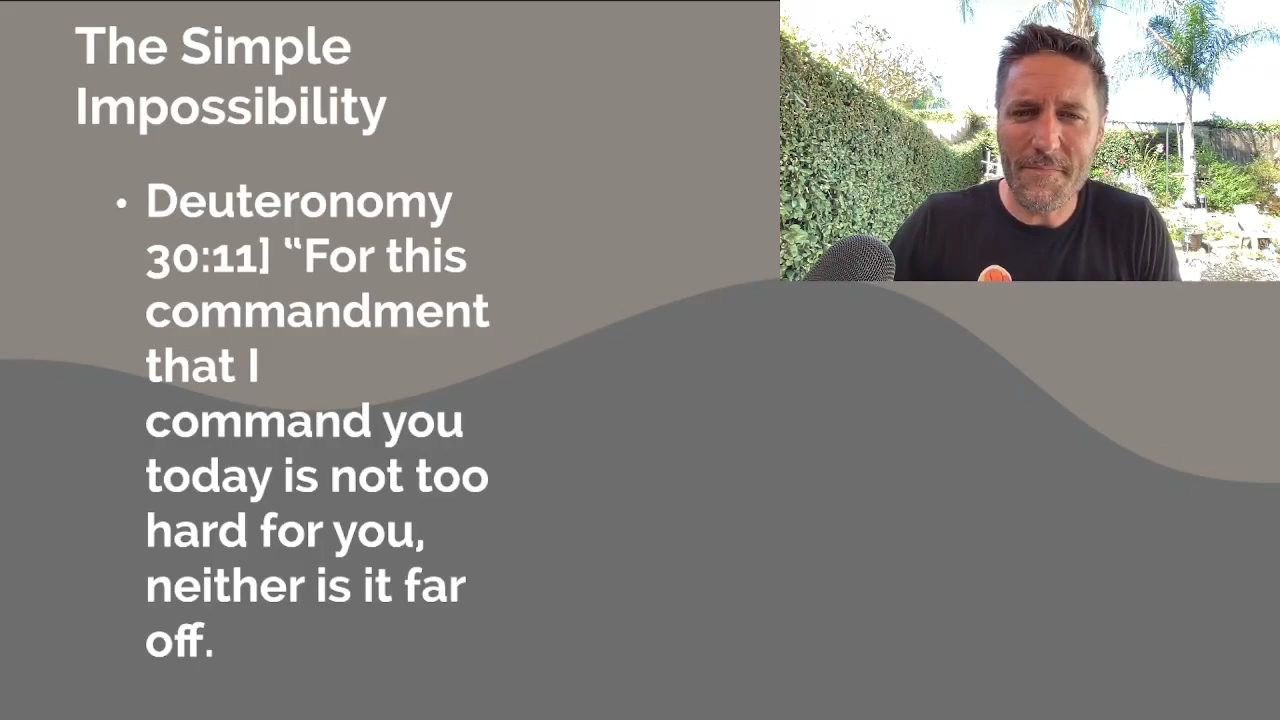 The Simple
Impossibility
• Deuteronomy
30:11] “For this
commandment
that I
command you
today is not too
hard for you,
neither is it far
off.